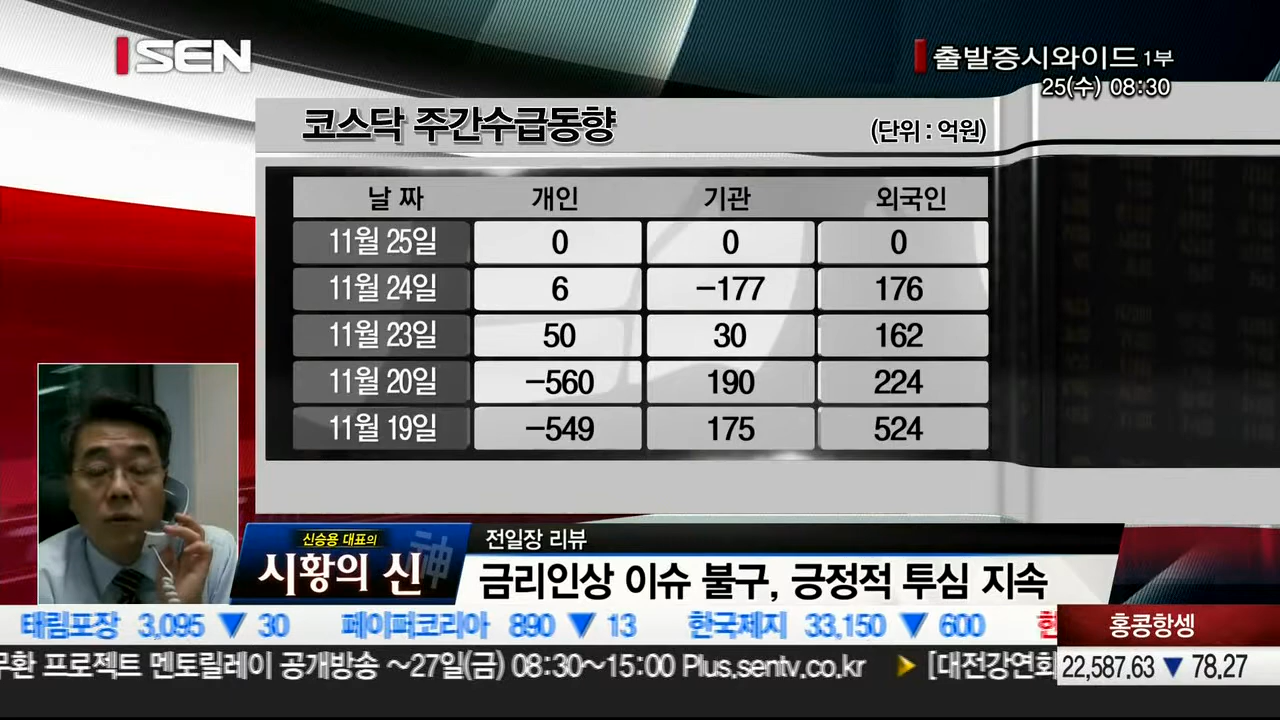 SEN
출발증시와이드 1부
25(수) 08:30
코스닥 주간수급동향
(단위 : 억원)
날 짜 개인 기관 외국인
11월 25일 0 0 0
11월 24일 6 -177 176
11월 23일 50 30 162
11월 20일 -560 190 224
11월 19일 -549 175 524
신승용 대표의
시황의 신
神
전일장 리뷰
금리인상 이슈 불구, 긍정적 투심 지속
태림포장 3,095 ▼ 30 페이퍼코리아 890 ▼ 13 한국제지 33,150 ▼ 600
홍콩항셍
프로젝트 멘토릴레이 공개방송 ~27일(금) 08:30~15:00 Plus.sentv.co.kr [대전강연회
22,587.63 ▼ 78.27